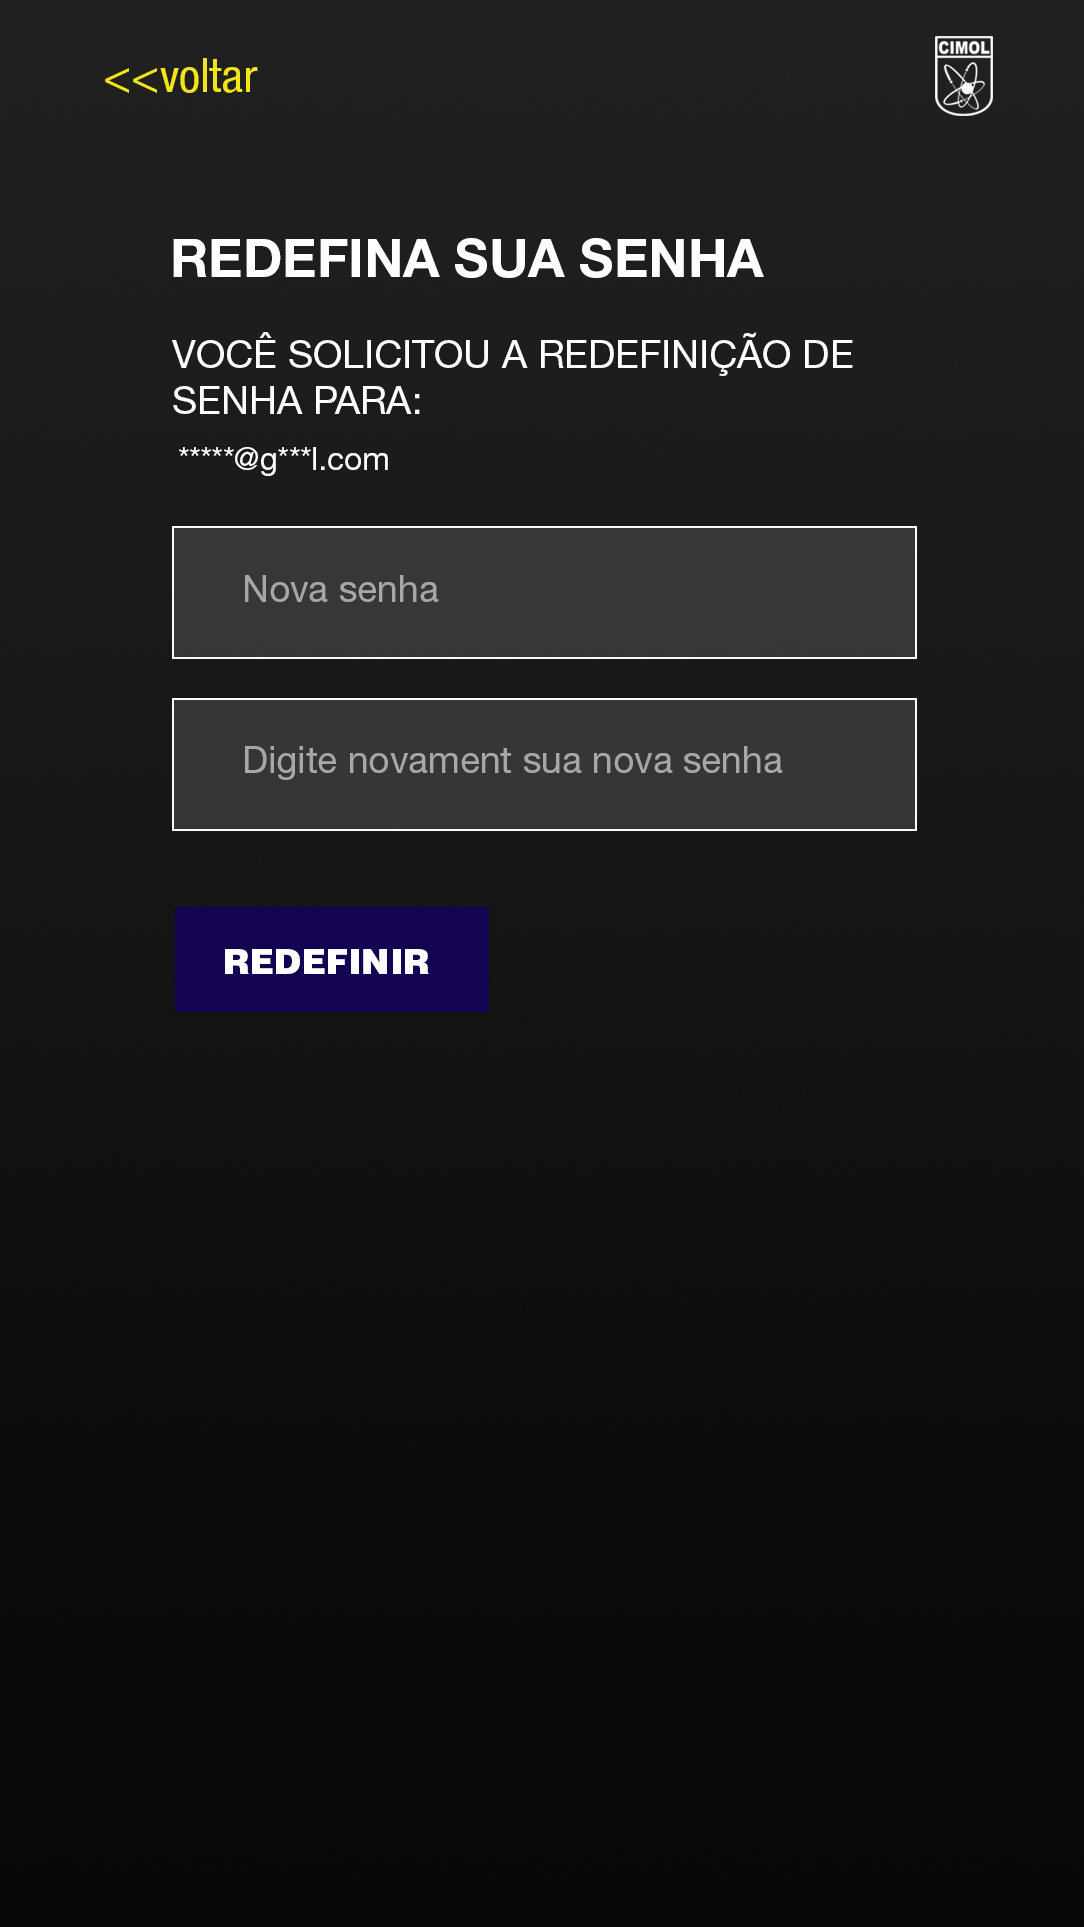 <<voltar
CIMOL
REDEFINA SUA SENHA
VOCÊ SOLICITOU A REDEFINIÇÃO DE
SENHA PARA:
*****@g***l.com
Nova senha
Digite novament sua nova senha
REDEFINIR